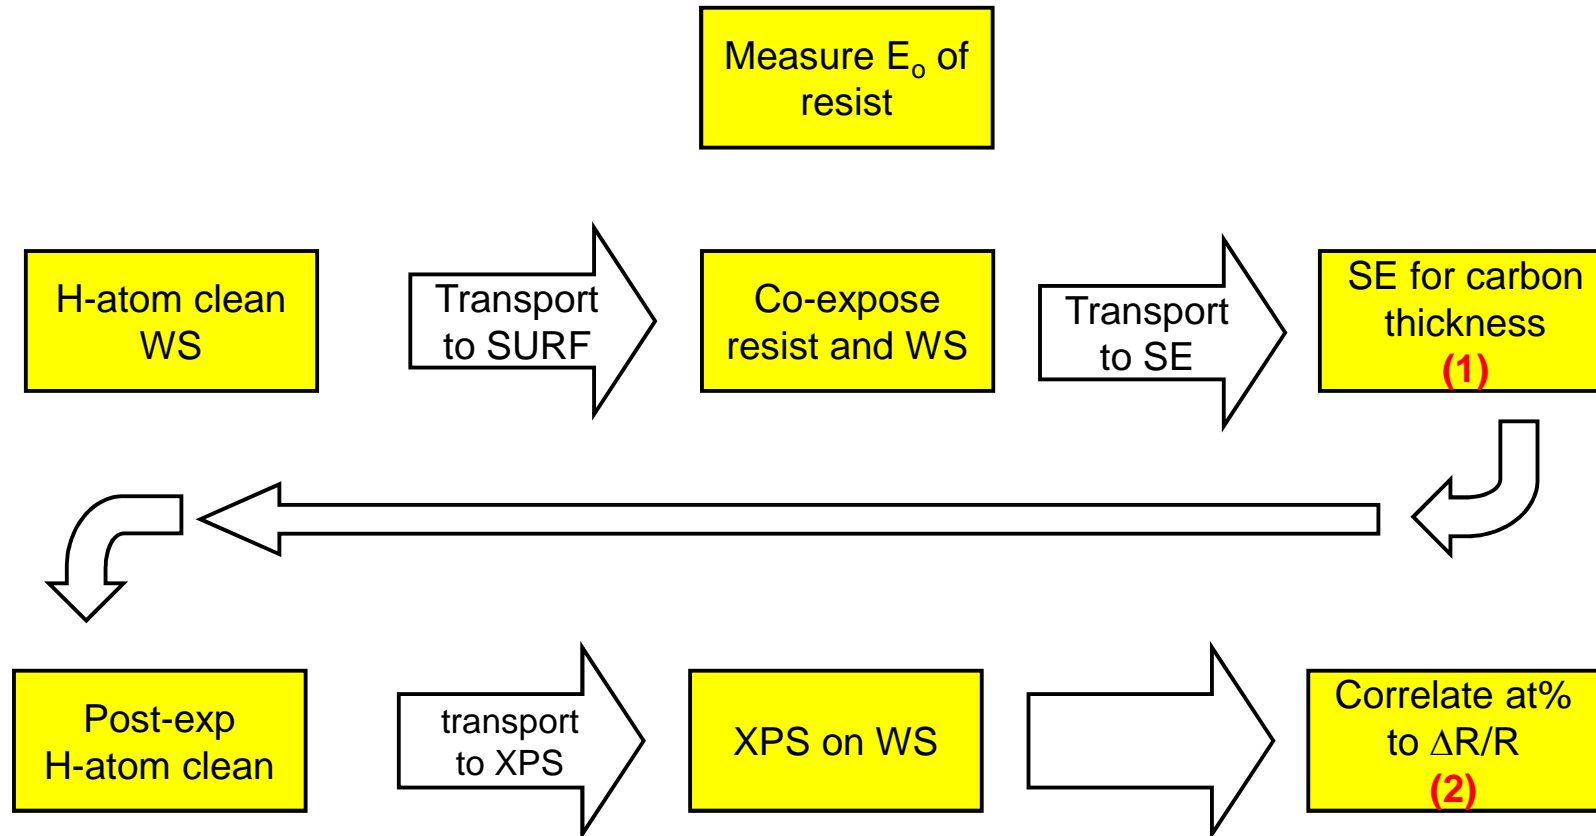 Measure Eo of
resist
H-atom clean
WS
Transport
to SURF
Co-expose
resist and WS
Transport
to SE
SE for carbon
thickness
(1)
Post-exp
H-atom clean
transport
to XPS
XPS on WS
Correlate at%
to ΔR/R
(2)